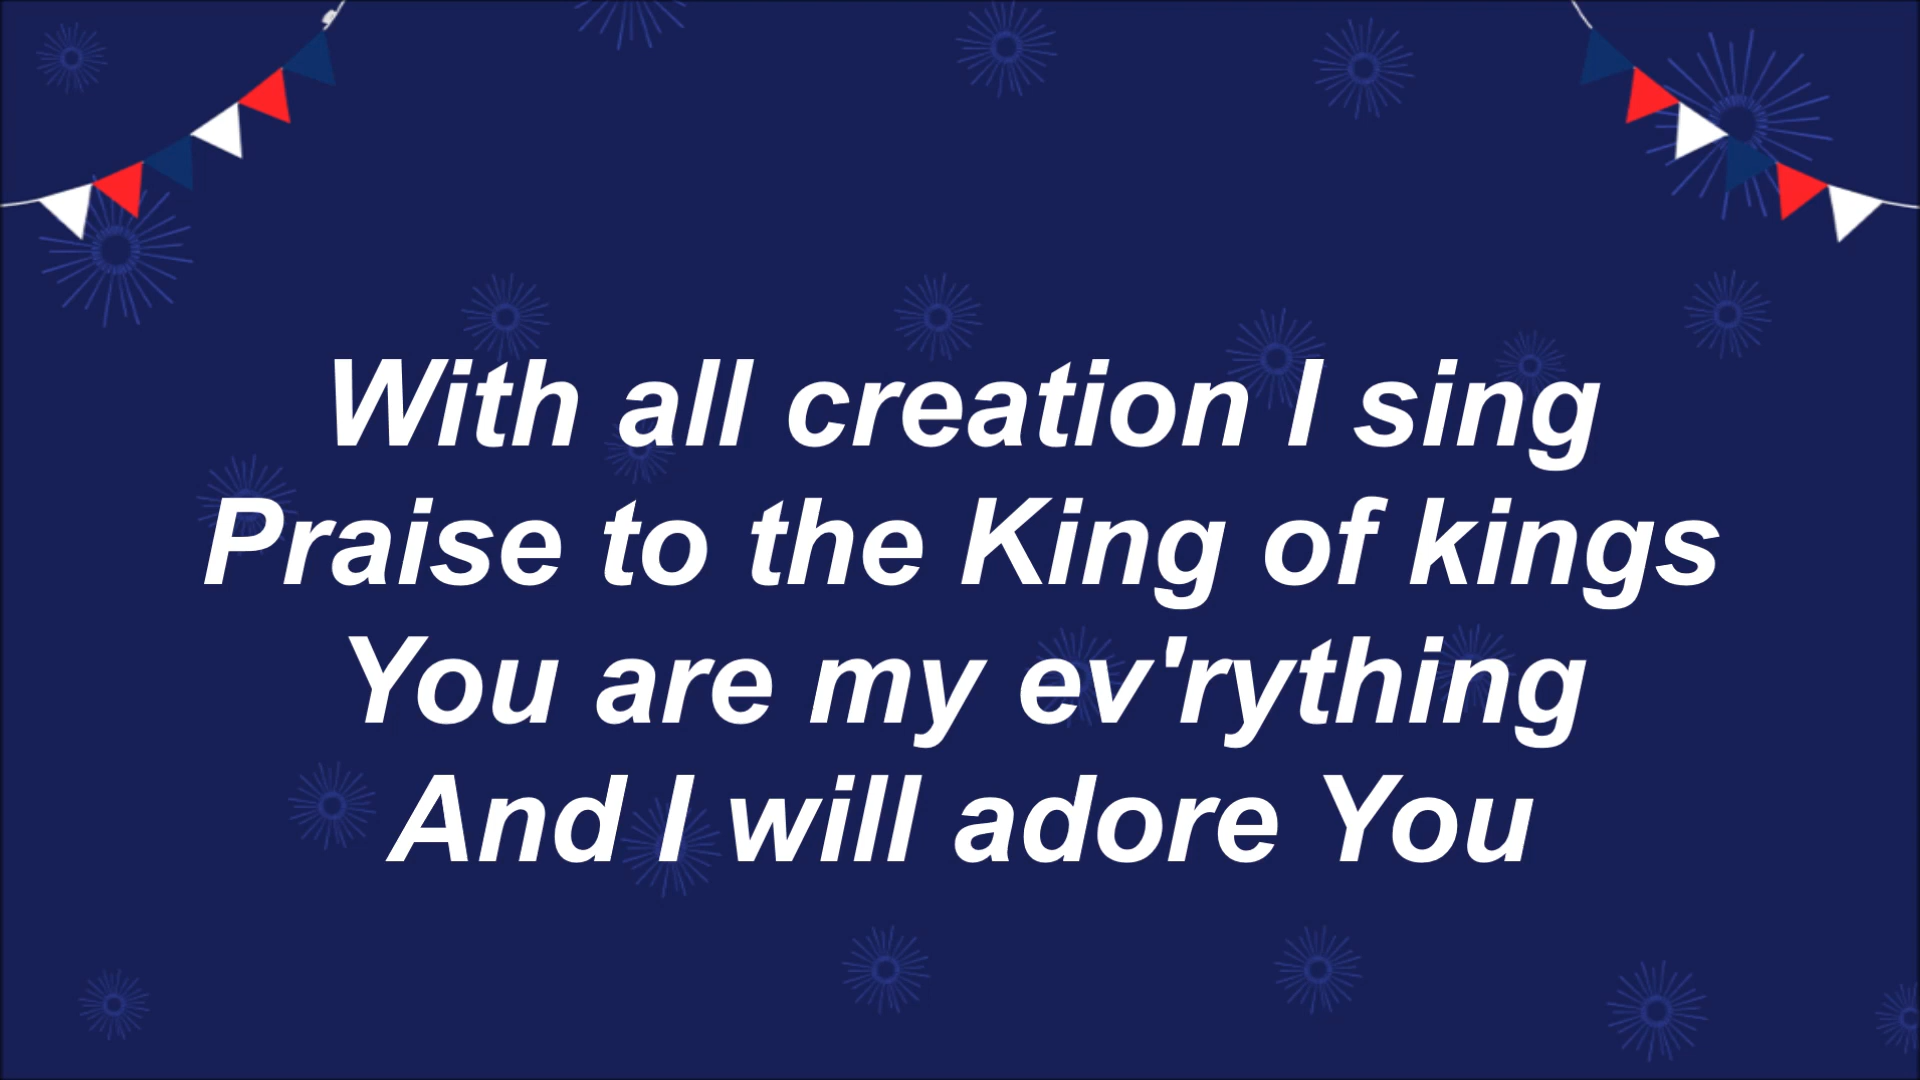 With all creation I sing
Praise to the King of kings
You are my ev'rything
And I will adore You